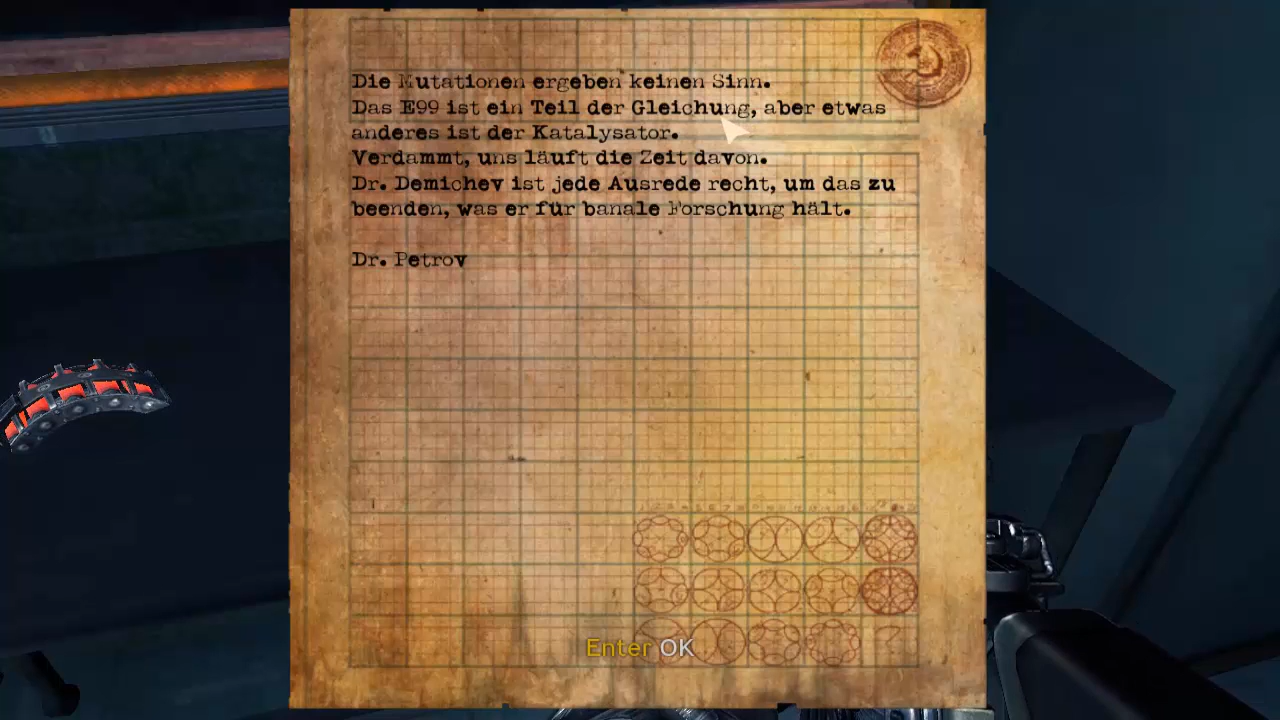 Die Mutationen ergeben keinen Sinn.
Das E99 ist ein Teil der Gleichung, aber etwas
anderes ist der Katalysator.
Verdammt, uns läuft die Zeit davon.
Dr. Demichev ist jede Ausrede recht, um das zu
beenden, was er für banale Forschung hält.
Dr. Petrov
Enter OK